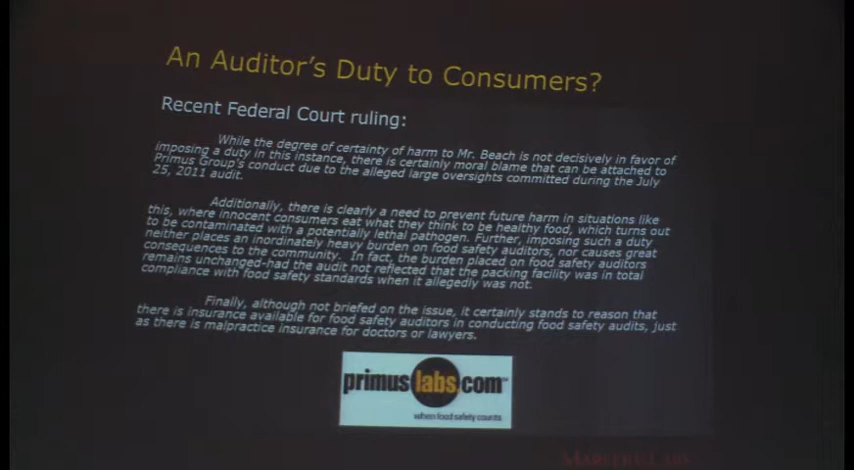 An Auditor's Duty to Consumers?
Recent Federal Court ruling:
While the degree of certainty of harm to Mr. Beach is not decisively in favor of
imposing a duty in this instance, there is certainly moral blame that can be attached to
Primus Group's conduct due to the alleged large oversights committed during the July
25, 2011 audit.
Additionally, there is clearly a need to prevent future harm in situations like
this, where innocent consumers eat what they think to be healthy food, which turns out
to be contaminated with a potentially lethal pathogen. Further, imposing such a duty
neither places an inordinately heavy burden on food safety auditors, nor causes great
consequences to the community. In fact, the burden placed on food safety auditors
remains unchanged-had the audit not reflected that the packing facility was in total
compliance with food safety standards when it allegedly was not.
Finally, although not briefed on the issue, it certainly stands to reason that
there is insurance available for food safety auditors in conducting food safety audits, just
as there is malpractice insurance for doctors or lawyers.
primuslabs.com
when food safety counts